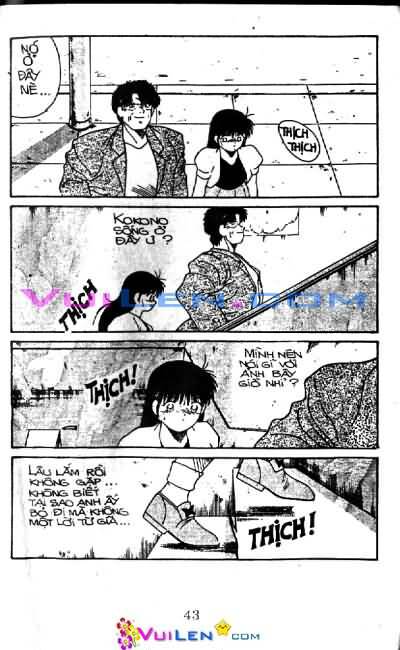 NÓ
Ở
ĐÂY
NÈ...
THỊCH
THỊCH
KOKONO
SỐNG Ở
ĐÂY Ư?
THỊCH
VUILEN.COM
THỊCH!
MÌNH NÊN
NÓI GÌ VỚI
ANH BÂY
GIỜ NHỈ?
LÂU LẮM RỒI
KHÔNG GẶP...
KHÔNG BIẾT
TẠI SAO ANH ẤY
BỎ ĐI MÀ KHÔNG
MỘT LỜI TỪ GIÃ...
THỊCH!
43
VUILEN.COM